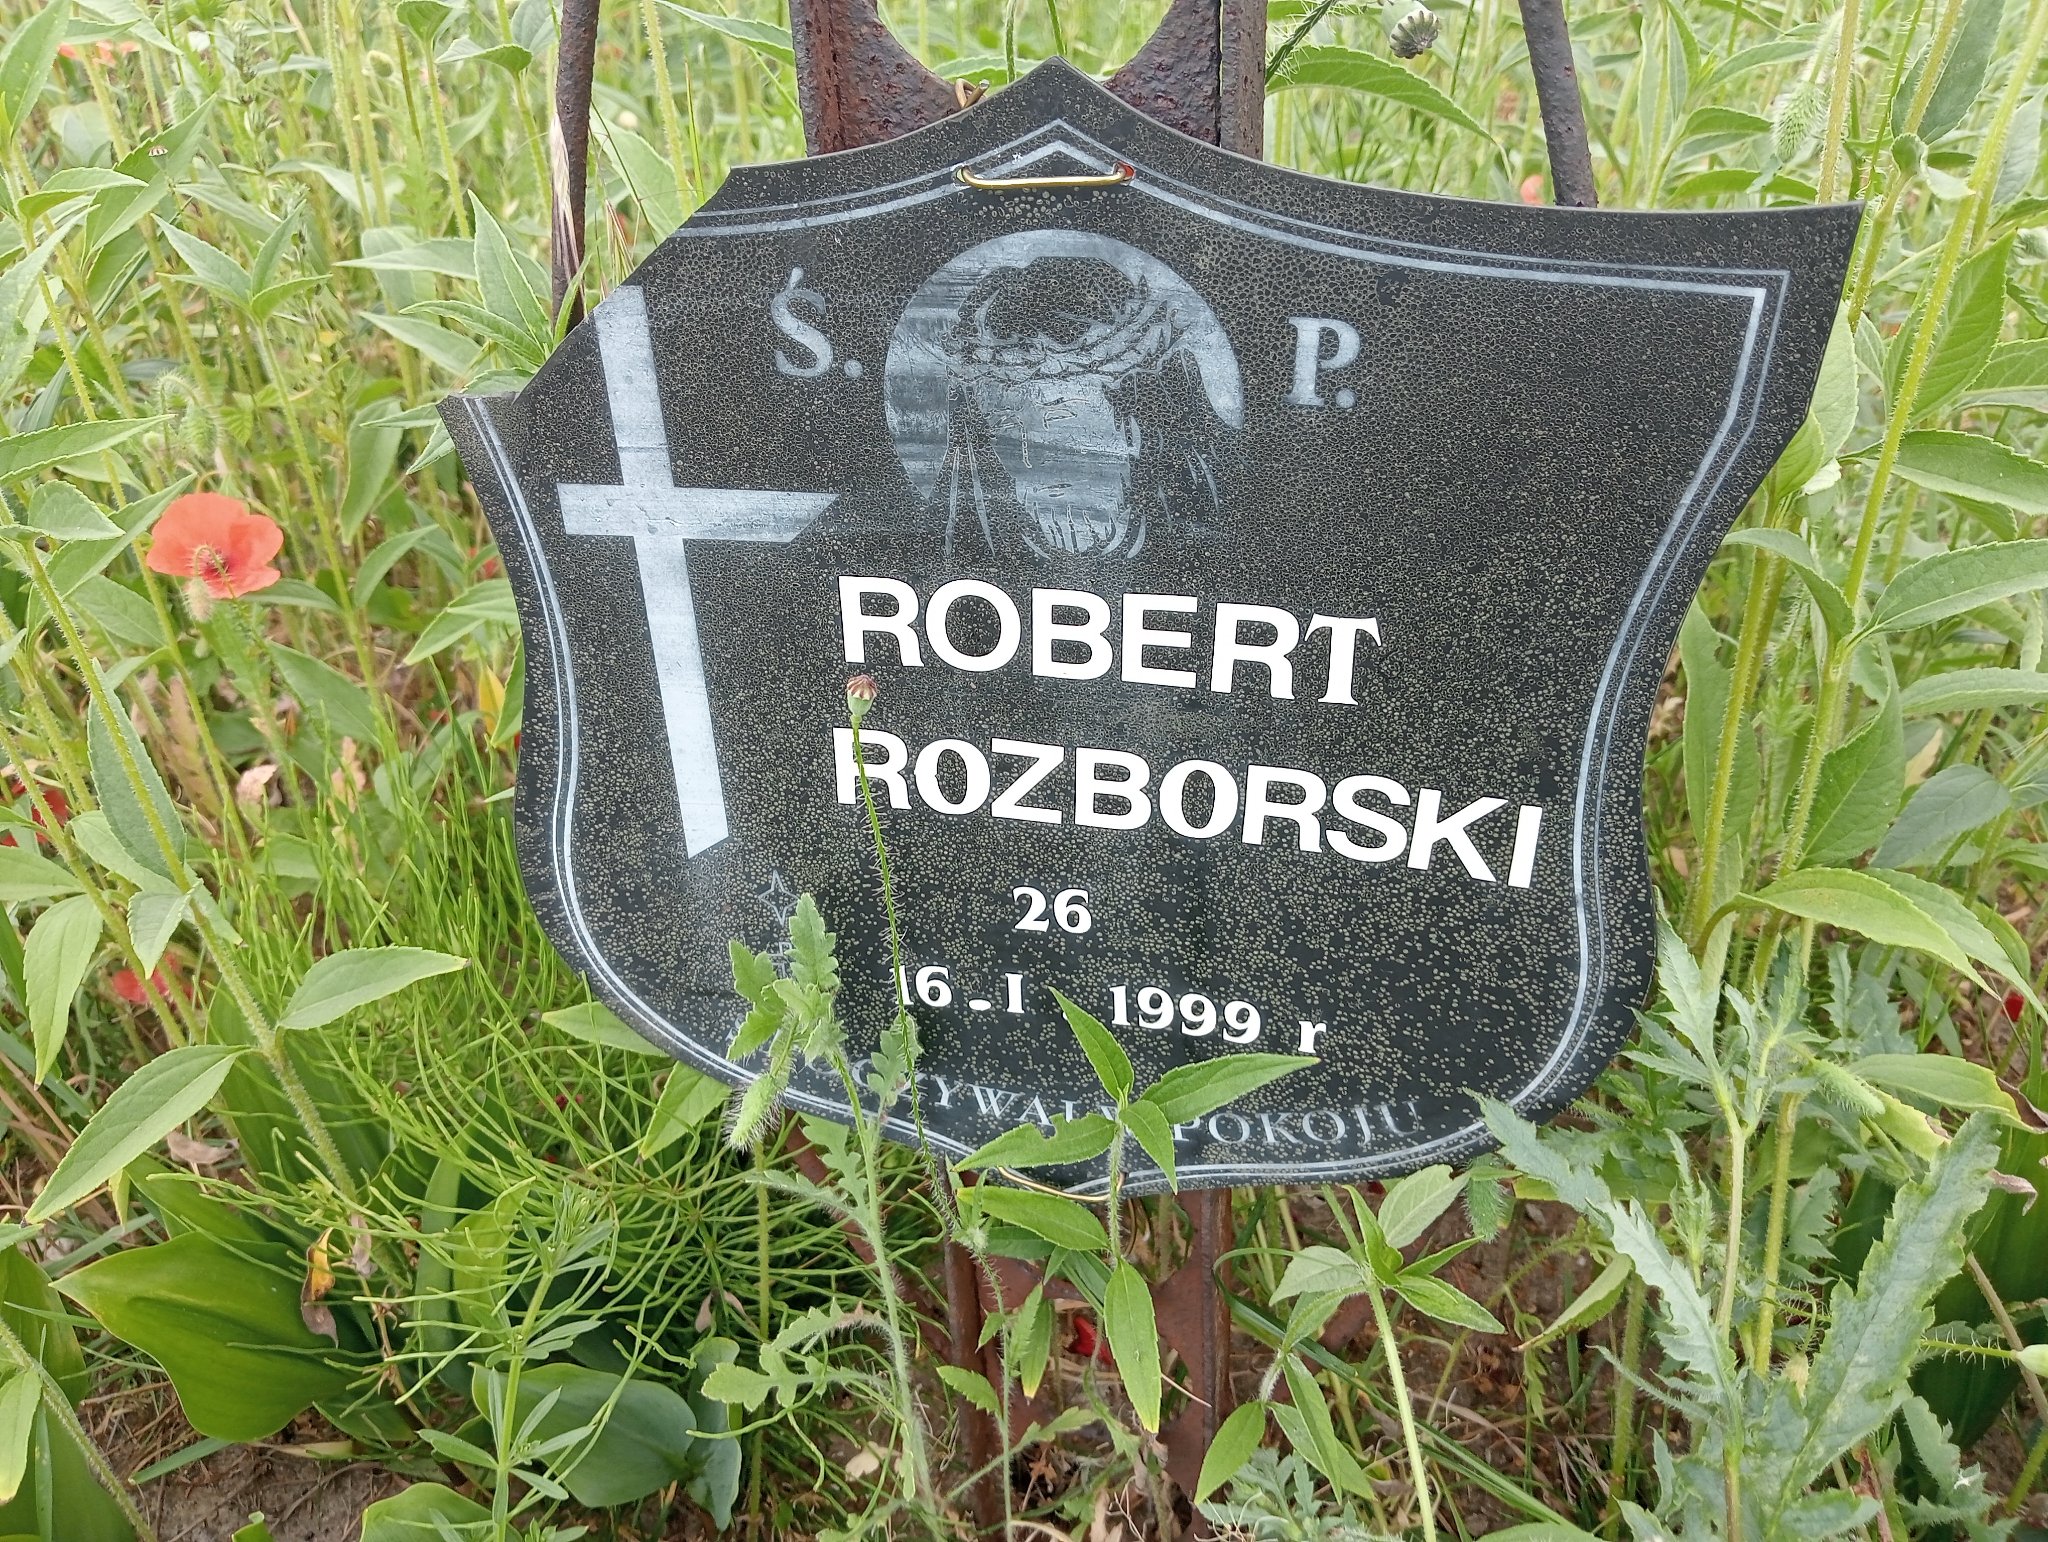 Ś. P.
ROBERT
ROZBORSKI
26
16.I. 1999 r
POKOJU